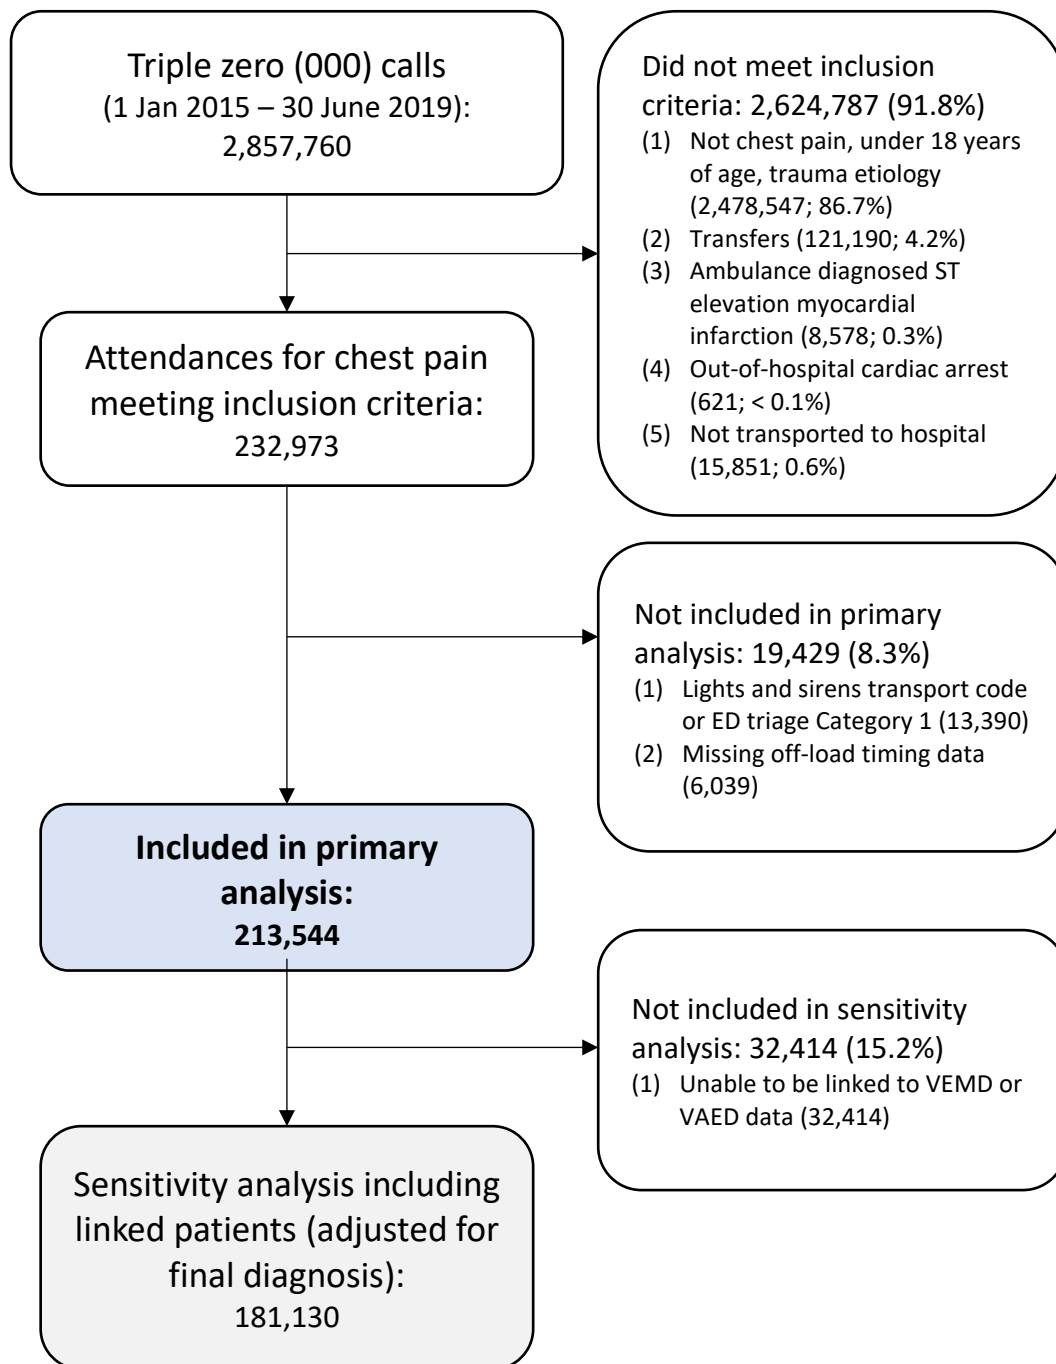 Triple zero (000) calls
(1 Jan 2015 – 30 June 2019):
2,857,760
Did not meet inclusion
criteria: 2,624,787 (91.8%)
(1) Not chest pain, under 18 years
of age, trauma etiology
(2,478,547; 86.7%)
(2) Transfers (121,190; 4.2%)
(3) Ambulance diagnosed ST
elevation myocardial
infarction (8,578; 0.3%)
(4) Out-of-hospital cardiac arrest
(621; < 0.1%)
(5) Not transported to hospital
(15,851; 0.6%)
Attendances for chest pain
meeting inclusion criteria:
232,973
Not included in primary
analysis: 19,429 (8.3%)
(1) Lights and sirens transport code
or ED triage Category 1 (13,390)
(2) Missing off-load timing data
(6,039)
Included in primary
analysis:
213,544
Not included in sensitivity
analysis: 32,414 (15.2%)
(1) Unable to be linked to VEMD or
VAED data (32,414)
Sensitivity analysis including
linked patients (adjusted for
final diagnosis):
181,130